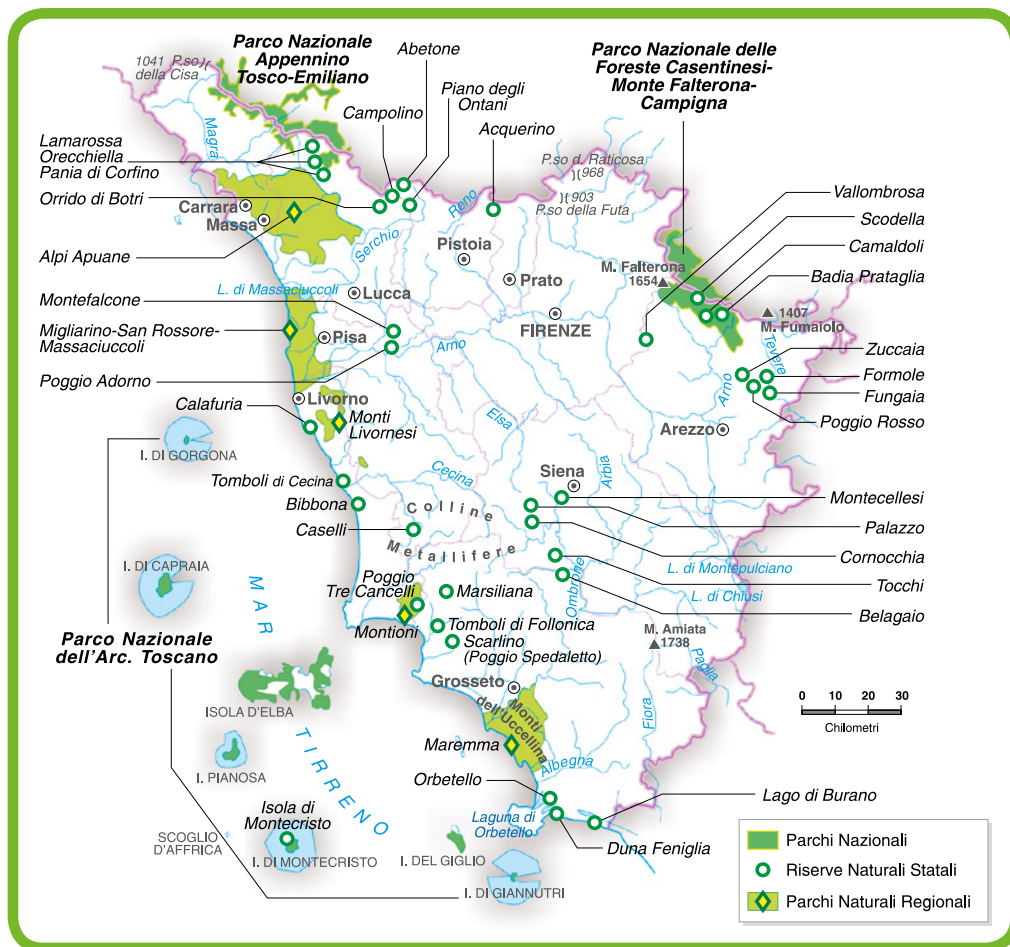 Parco Nazionale
Appennino
Tosco-Emiliano
1041 P.so
della Cisa
Abetone
Piano degli
Ontani
Campolino
Acquerino
Parco Nazionale delle
Foreste Casentinesi-
Monte Falterona-
Campigna
Magra
Lamarossa
Orecchiella
Pania di Corfino
Orrido di Botri
Carrara
Massa
Alpi Apuane
Serchio
Reno
P.so d. Raticosa
968
903
P.so della Futa
Vallombrosa
Scodella
Camaldoli
Badia Prataglia
Pistoia
Prato
M. Falterona
1654
1407
M. Fumaiolo
L. di Massaciuccoli
Lucca
FIRENZE
Montefalcone
Migliarino-San Rossore-
Massaciuccoli
Pisa
Arno
Poggio Adorno
Tevere
Zuccaia
Formole
Fungaia
Poggio Rosso
Arno
Arezzo
Livorno
Calafuria
Monti
Livornesi
Elsa
I. DI GORGONA
Cecina
Siena
Arbia
Tomboli di Cecina
Bibbona
Caselli
Colline
Metallifere
Montecellesi
Palazzo
Cornocchia
Tocchi
Belagaio
L. di Montepulciano
L. di Chiusi
Ombrone
I. DI CAPRAIA
MAR
TIRRENO
Poggio
Tre Cancelli
Marsiliana
Montioni
Tomboli di Follonica
Scarlino
(Poggio Spedaletto)
M. Amiata
1738
Paglia
Parco Nazionale
dell'Arc. Toscano
Grosseto
Monti
dell'Uccellina
Fiora
0 10 20 30
Chilometri
ISOLA D'ELBA
I. PIANOSA
Maremma
Albegna
Orbetello
Laguna di
Orbetello
Lago di Burano
Duna Feniglia
Isola di
Montecristo
SCOGLIO
D'AFFRICA
I. DI MONTECRISTO
I. DEL GIGLIO
I. DI GIANNUTRI
Parchi Nazionali
Riserve Naturali Statali
Parchi Naturali Regionali